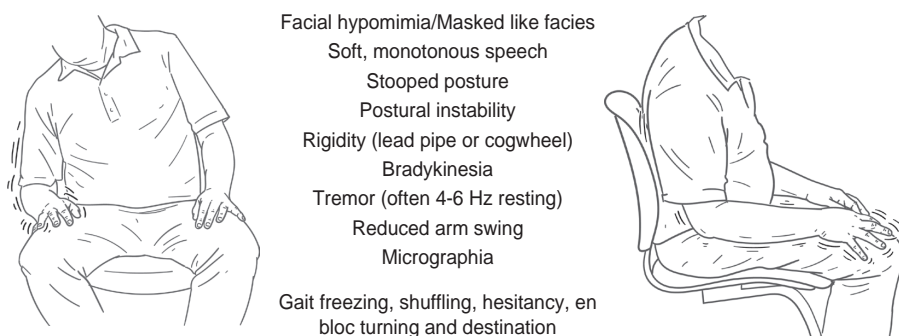 Facial hypomimia/Masked like facies
Soft, monotonous speech
Stooped posture
Postural instability
Rigidity (lead pipe or cogwheel)
Bradykinesia
Tremor (often 4-6 Hz resting)
Reduced arm swing
Micrographia
Gait freezing, shuffling, hesitancy, en
bloc turning and destination